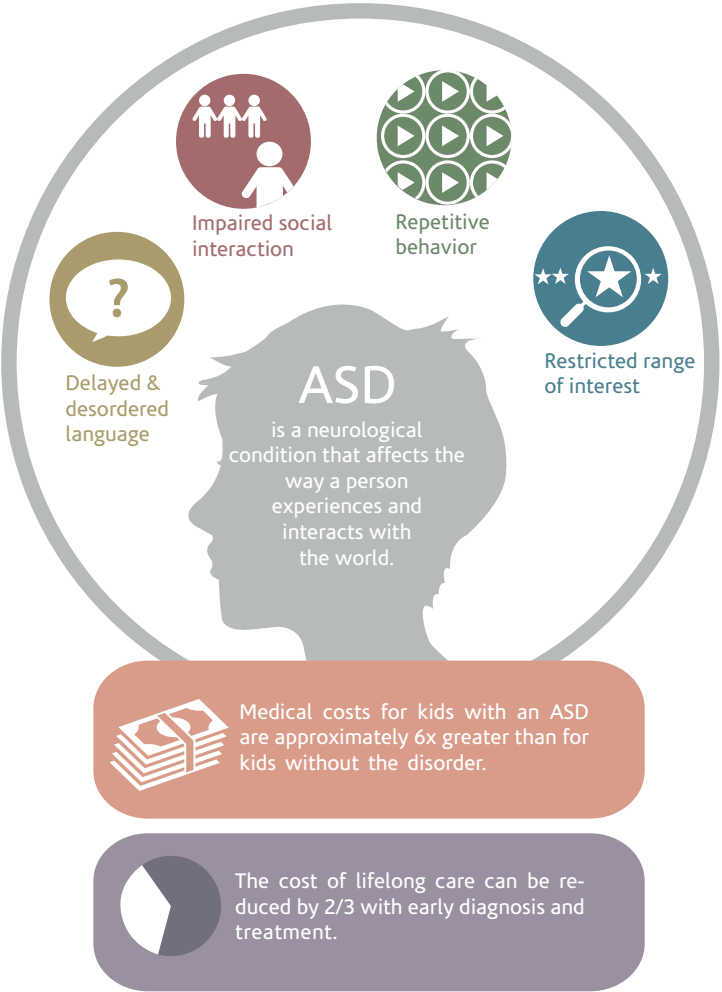 Impaired social
interaction
Repetitive
behavior
?
Delayed &
desordered
language
Restricted range
of interest
ASD
is a neurological
condition that affects the
way a person
experiences and
interacts with
the world.
Medical costs for kids with an ASD
are approximately 6x greater than for
kids without the disorder.
The cost of lifelong care can be re-
duced by 2/3 with early diagnosis and
treatment.